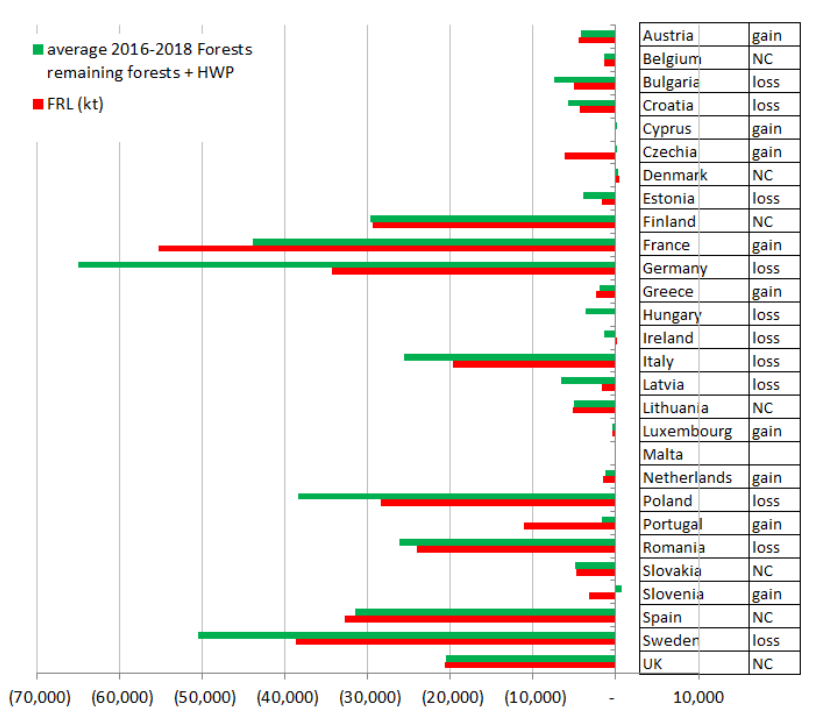 average 2016-2018 Forests
remaining forests + HWP
FRL (kt)
Austria gain
Belgium NC
Bulgaria loss
Croatia loss
Cyprus gain
Czechia gain
Denmark NC
Estonia loss
Finland NC
France gain
Germany loss
Greece gain
Hungary loss
Ireland loss
Italy loss
Latvia loss
Lithuania NC
Luxembourg gain
Malta
Netherlands gain
Poland loss
Portugal gain
Romania loss
Slovakia NC
Slovenia gain
Spain NC
Sweden loss
UK NC
(70,000) (60,000) (50,000) (40,000) (30,000) (20,000) (10,000) - 10,000